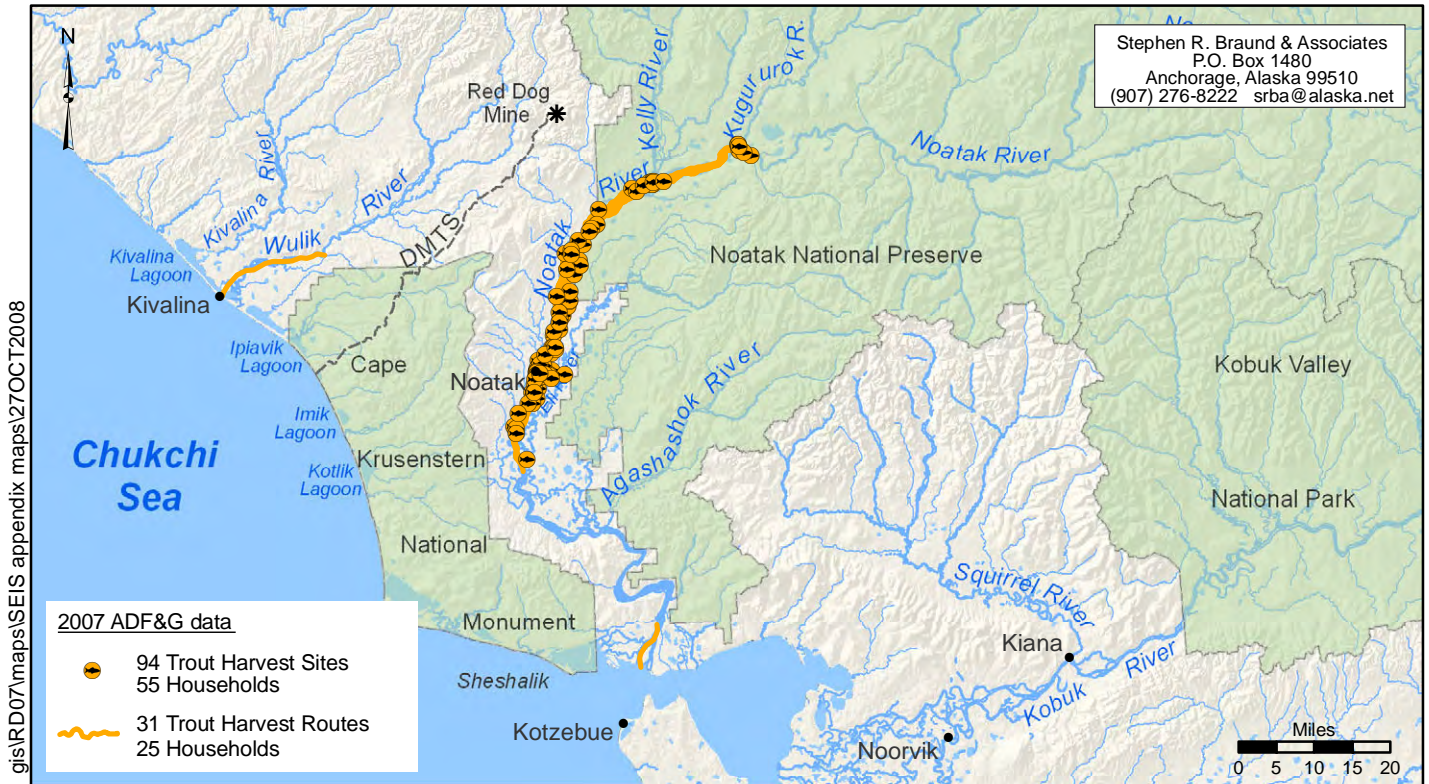 N
Stephen R. Braund & Associates
P.O. Box 1480
Anchorage, Alaska 99510
(907) 276-8222 srba@alaska.net
Red Dog
Mine
Kelly River
Kugururok R.
Noatak River
Kivalina River
Wulik River
DMTS
Noatak River
Kivalina
Lagoon
Kivalina
Noatak National Preserve
Ipiavik
Lagoon
Cape
Krusenstern
National
Monument
Noatak
Agashashok River
Kobuk Valley
National Park
Imik
Lagoon
Kotlik
Lagoon
Chukchi
Sea
Squirrel River
Kiana
Kobuk River
Sheshalik
Kotzebue
Noorvik
2007 ADF&G data
94 Trout Harvest Sites
55 Households
31 Trout Harvest Routes
25 Households
Miles
0 5 10 15 20
gis\RD07\maps\SEIS appendix maps\27OCT2008